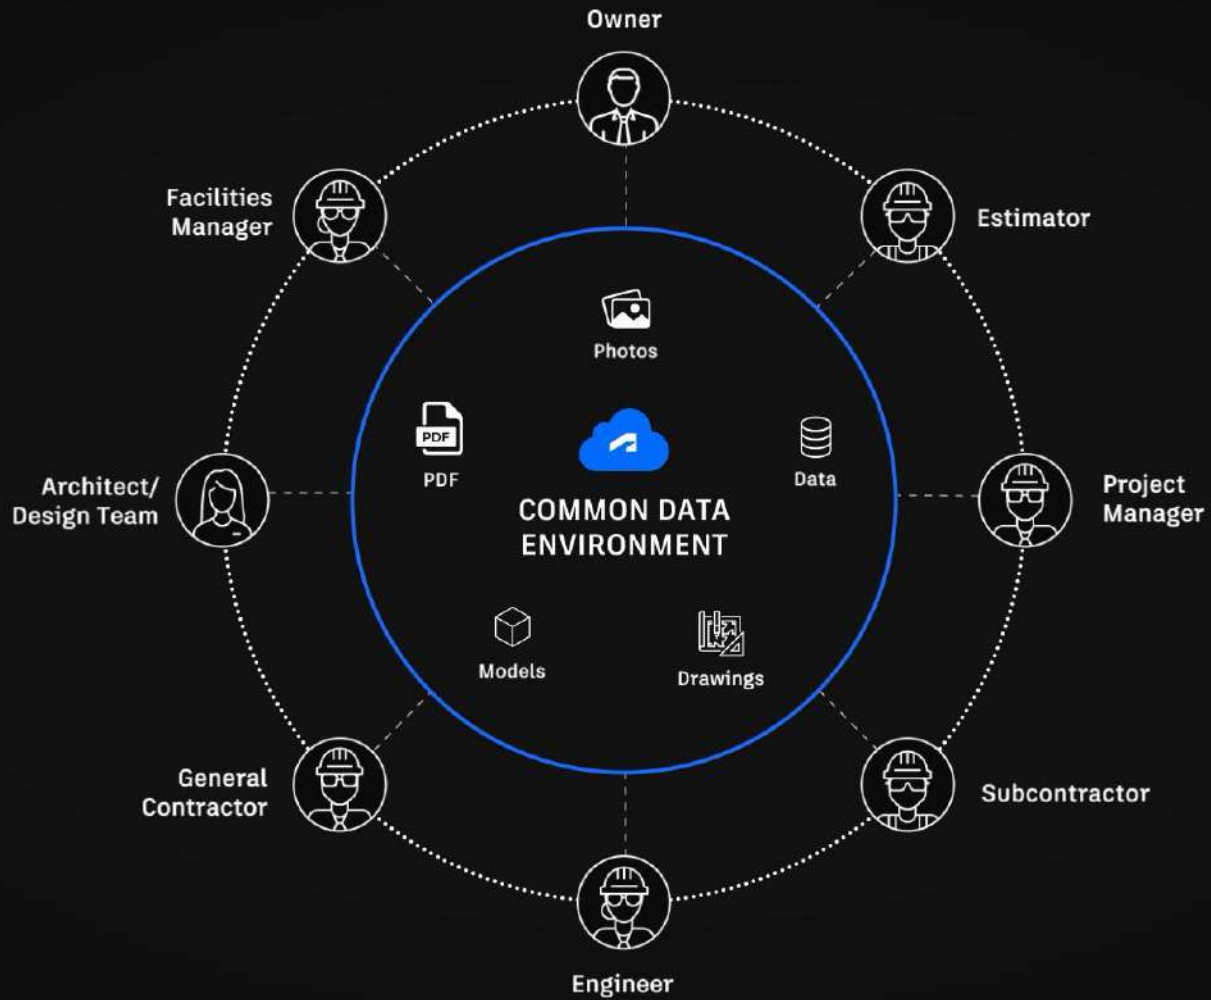 Owner
Facilities
Manager
Estimator
Photos
PDF
PDF
Data
Architect/
Design Team
COMMON DATA
ENVIRONMENT
Project
Manager
Models
Drawings
General
Contractor
Subcontractor
Engineer